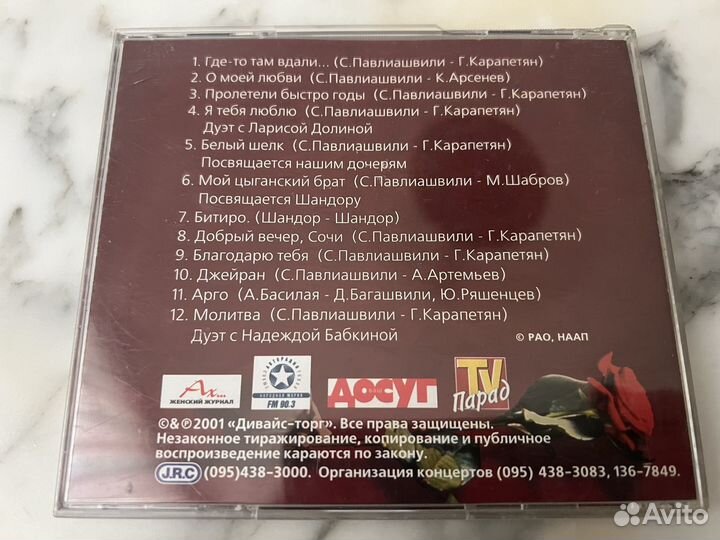 1. Где-то там вдали... (С.Павлиашвили - Г.Карапетян)
2. О моей любви (С.Павлиашвили - К.Арсенев)
3. Пролетели быстро годы (С.Павлиашвили - Г.Карапетян)
4. Я тебя люблю (С.Павлиашвили - Г.Карапетян)
Дуэт с Ларисой Долиной
5. Белый шелк (С.Павлиашвили - Г.Карапетян)
Посвящается нашим дочерям
6. Мой цыганский брат (С.Павлиашвили - М.Шабров)
Посвящается Шандору
7. Битиро. (Шандор - Шандор)
8. Добрый вечер, Сочи (С.Павлиашвили - Г.Карапетян)
9. Благодарю тебя (С.Павлиашвили - Г.Карапетян)
10. Джейран (С.Павлиашвили - А.Артемьев)
11. Арго (А.Басилая - Д.Багашвили, Ю.Ряшенцев)
12. Молитва (С.Павлиашвили - Г.Карапетян)
Дуэт с Надеждой Бабкиной
© РАО, НААП
Ах...
ЖЕНСКИЙ ЖУРНАЛ
АВТОРАДИО
НАРОДНАЯ МАРКА
FM 90.3
ваш
ДОСУГ
TV
Парад
©&℗2001 «Дивайс-торг». Все права защищены.
Незаконное тиражирование, копирование и публичное
воспроизведение караются по закону.
J.R.C (095)438-3000. Организация концертов (095) 438-3083, 136-7849.
Avito